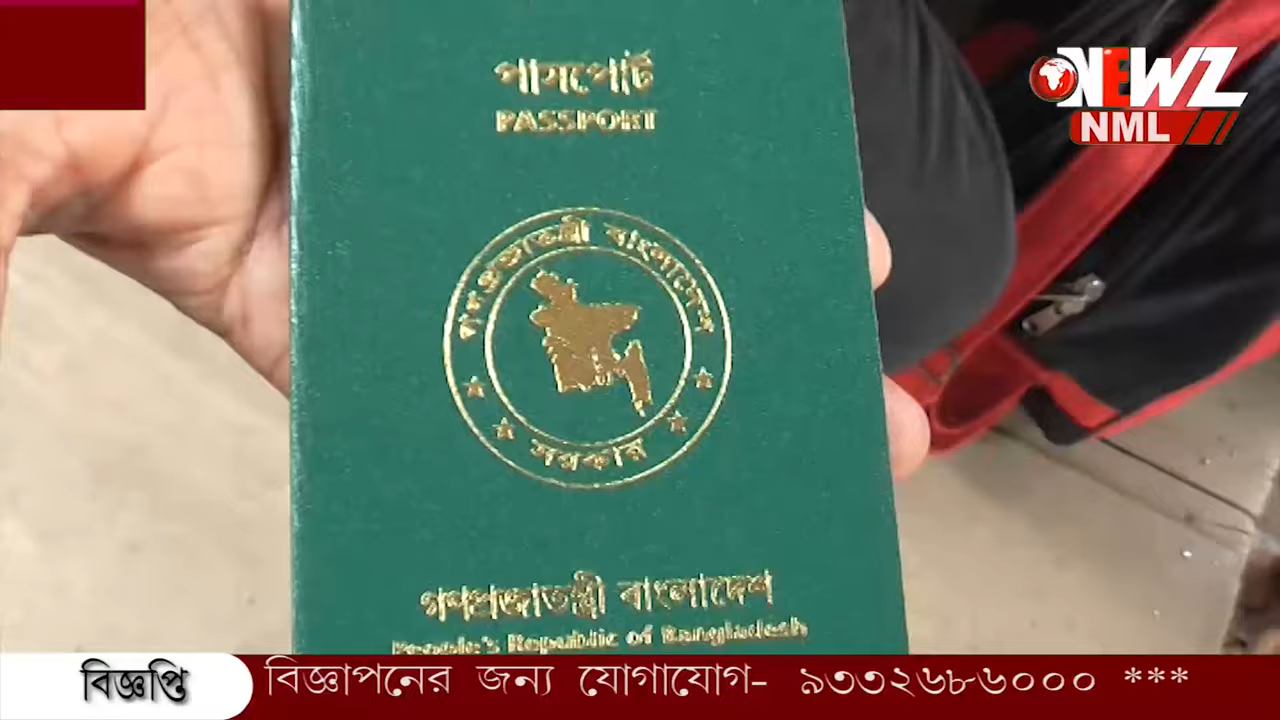 পাসপোর্ট
PASSPORT
NEWZ
NML
গণপ্রজাতন্ত্রী বাংলাদেশ
সরকার
গণপ্রজাতন্ত্রী বাংলাদেশ
People's Republic of Bangladesh
বিজ্ঞপ্তি
বিজ্ঞাপনের জন্য যোগাযোগ- ৯৩৩২৬৮৬০০০ ***